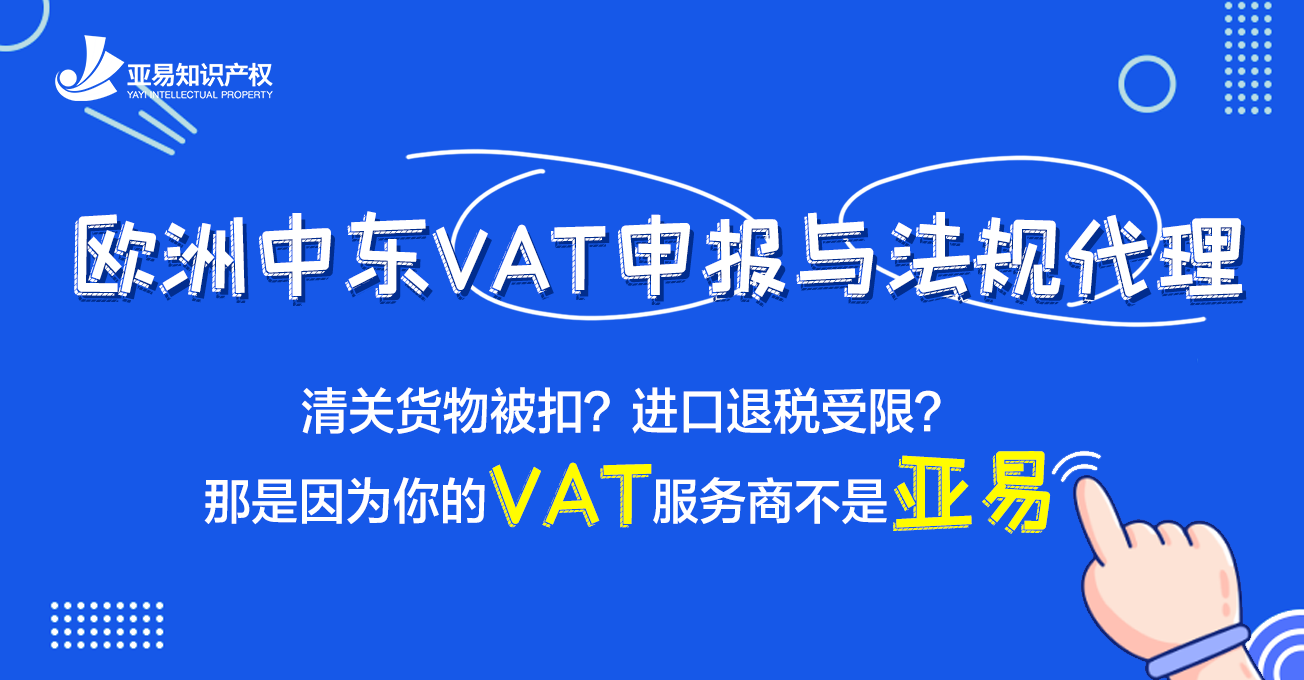 亚易知识产权
YAYI INTELLECTUAL PROPERTY
欧洲中东VAT申报与法规代理
清关货物被扣？进口退税受限？
那是因为你的VAT服务商不是亚易